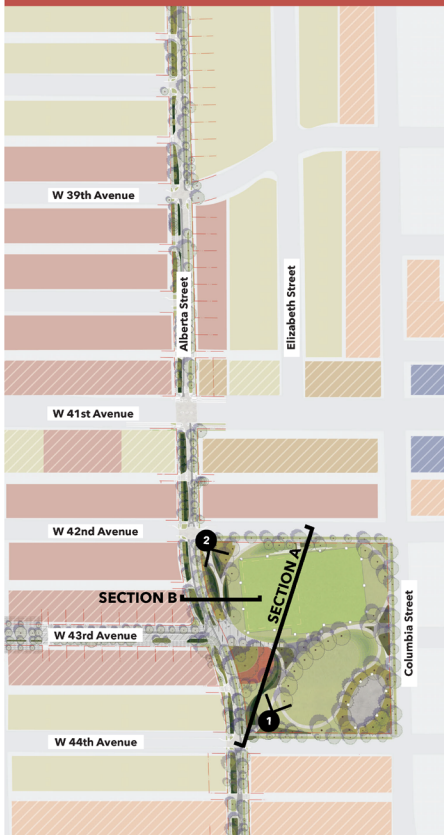 W 39th Avenue
Alberta Street
Elizabeth Street
W 41st Avenue
W 42nd Avenue
2
SECTION A
SECTION B
W 43rd Avenue
Columbia Street
1
W 44th Avenue